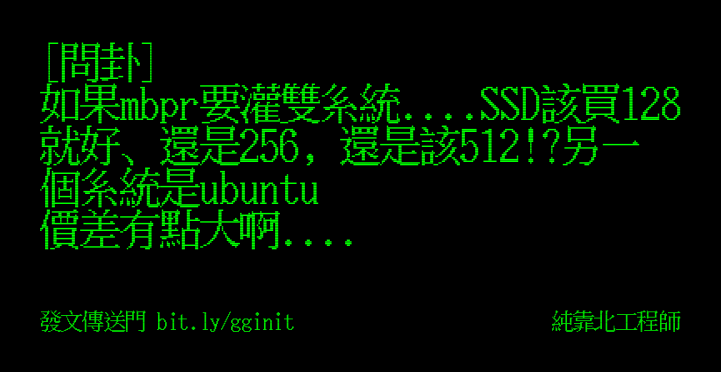 [問卦]
如果mbpr要灌雙系統....SSD該買128
就好、還是256, 還是該512!?另一
個系統是ubuntu
價差有點大啊....
發文傳送門 bit.ly/gginit
純靠北工程師